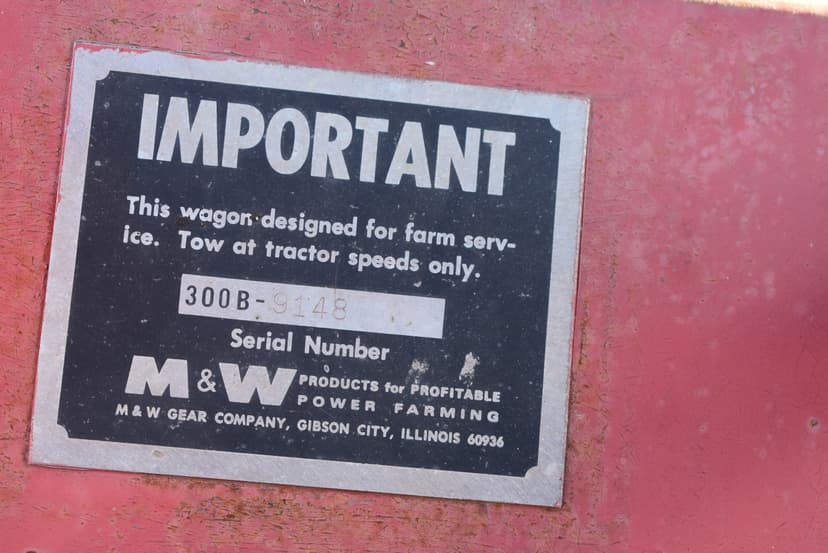 IMPORTANT
This wagon designed for farm serv-
ice. Tow at tractor speeds only.
300B-9148
Serial Number
M & W PRODUCTS for PROFITABLE
POWER FARMING
M & W GEAR COMPANY, GIBSON CITY, ILLINOIS 60936